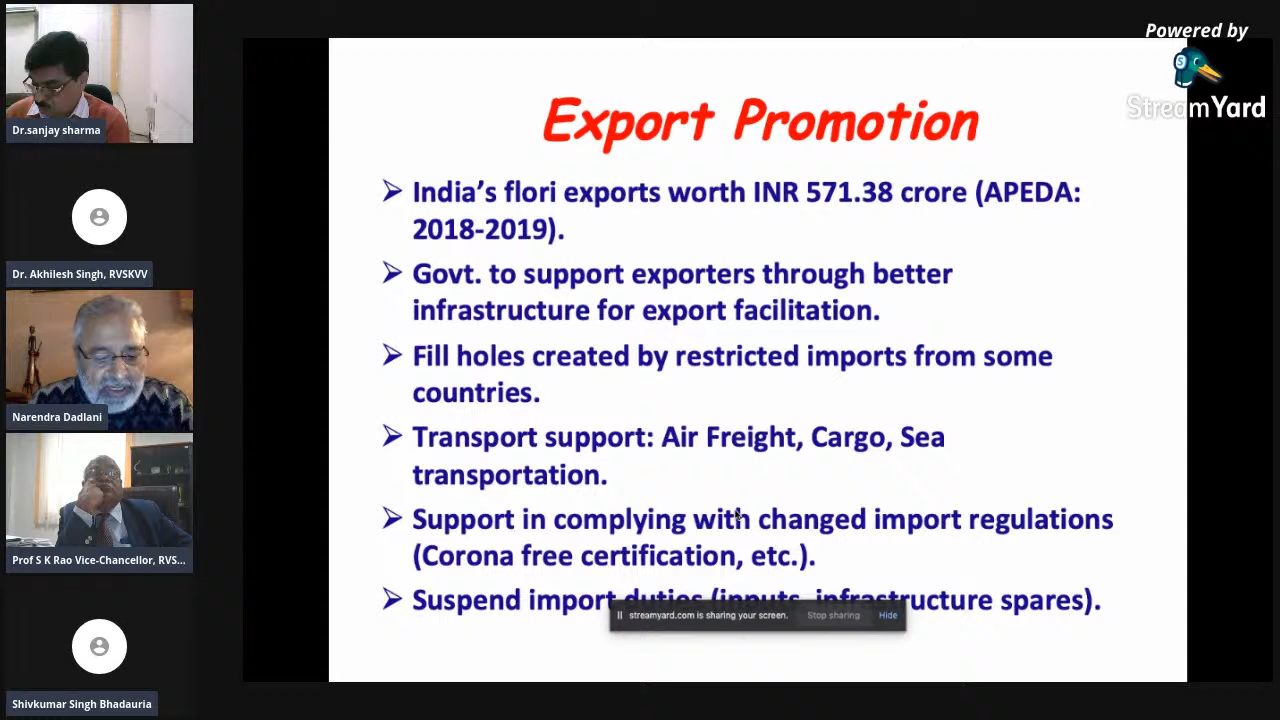 Powered by
StreamYard
Dr.sanjay sharma
Dr. Akhilesh Singh, RVSKVV
Narendra Dadlani
Prof S K Rao Vice-Chancellor, RVS...
Shivkumar Singh Bhadauria
Export Promotion
➢ India’s flori exports worth INR 571.38 crore (APEDA:
2018-2019).
➢ Govt. to support exporters through better
infrastructure for export facilitation.
➢ Fill holes created by restricted imports from some
countries.
➢ Transport support: Air Freight, Cargo, Sea
transportation.
➢ Support in complying with changed import regulations
(Corona free certification, etc.).
➢ Suspend import duties (inputs, infrastructure spares).
streamyard.com is sharing your screen. Stop sharing Hide